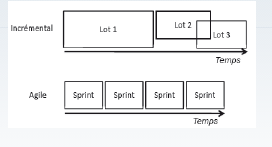 Incrémental
Lot 1
Lot 2
Lot 3
Temps
Agile
Sprint
Sprint
Sprint
Sprint
Temps